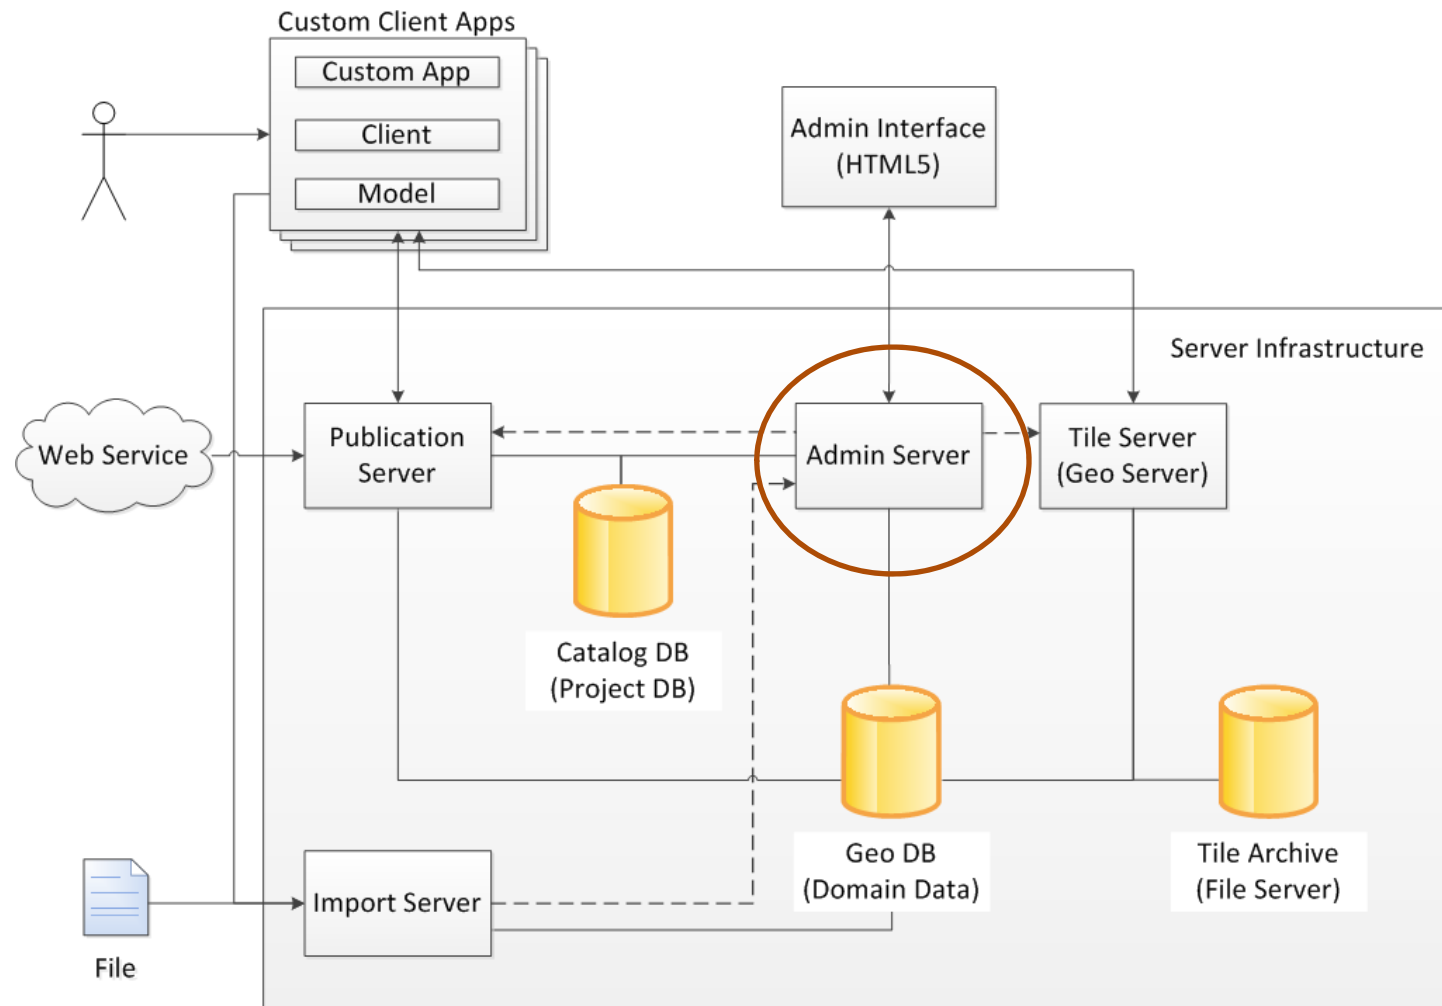 Custom Client Apps
Custom App
Client
Model
Admin Interface
(HTML5)
Server Infrastructure
Web Service
Publication
Server
Admin Server
Tile Server
(Geo Server)
Catalog DB
(Project DB)
Geo DB
(Domain Data)
Tile Archive
(File Server)
Import Server
File